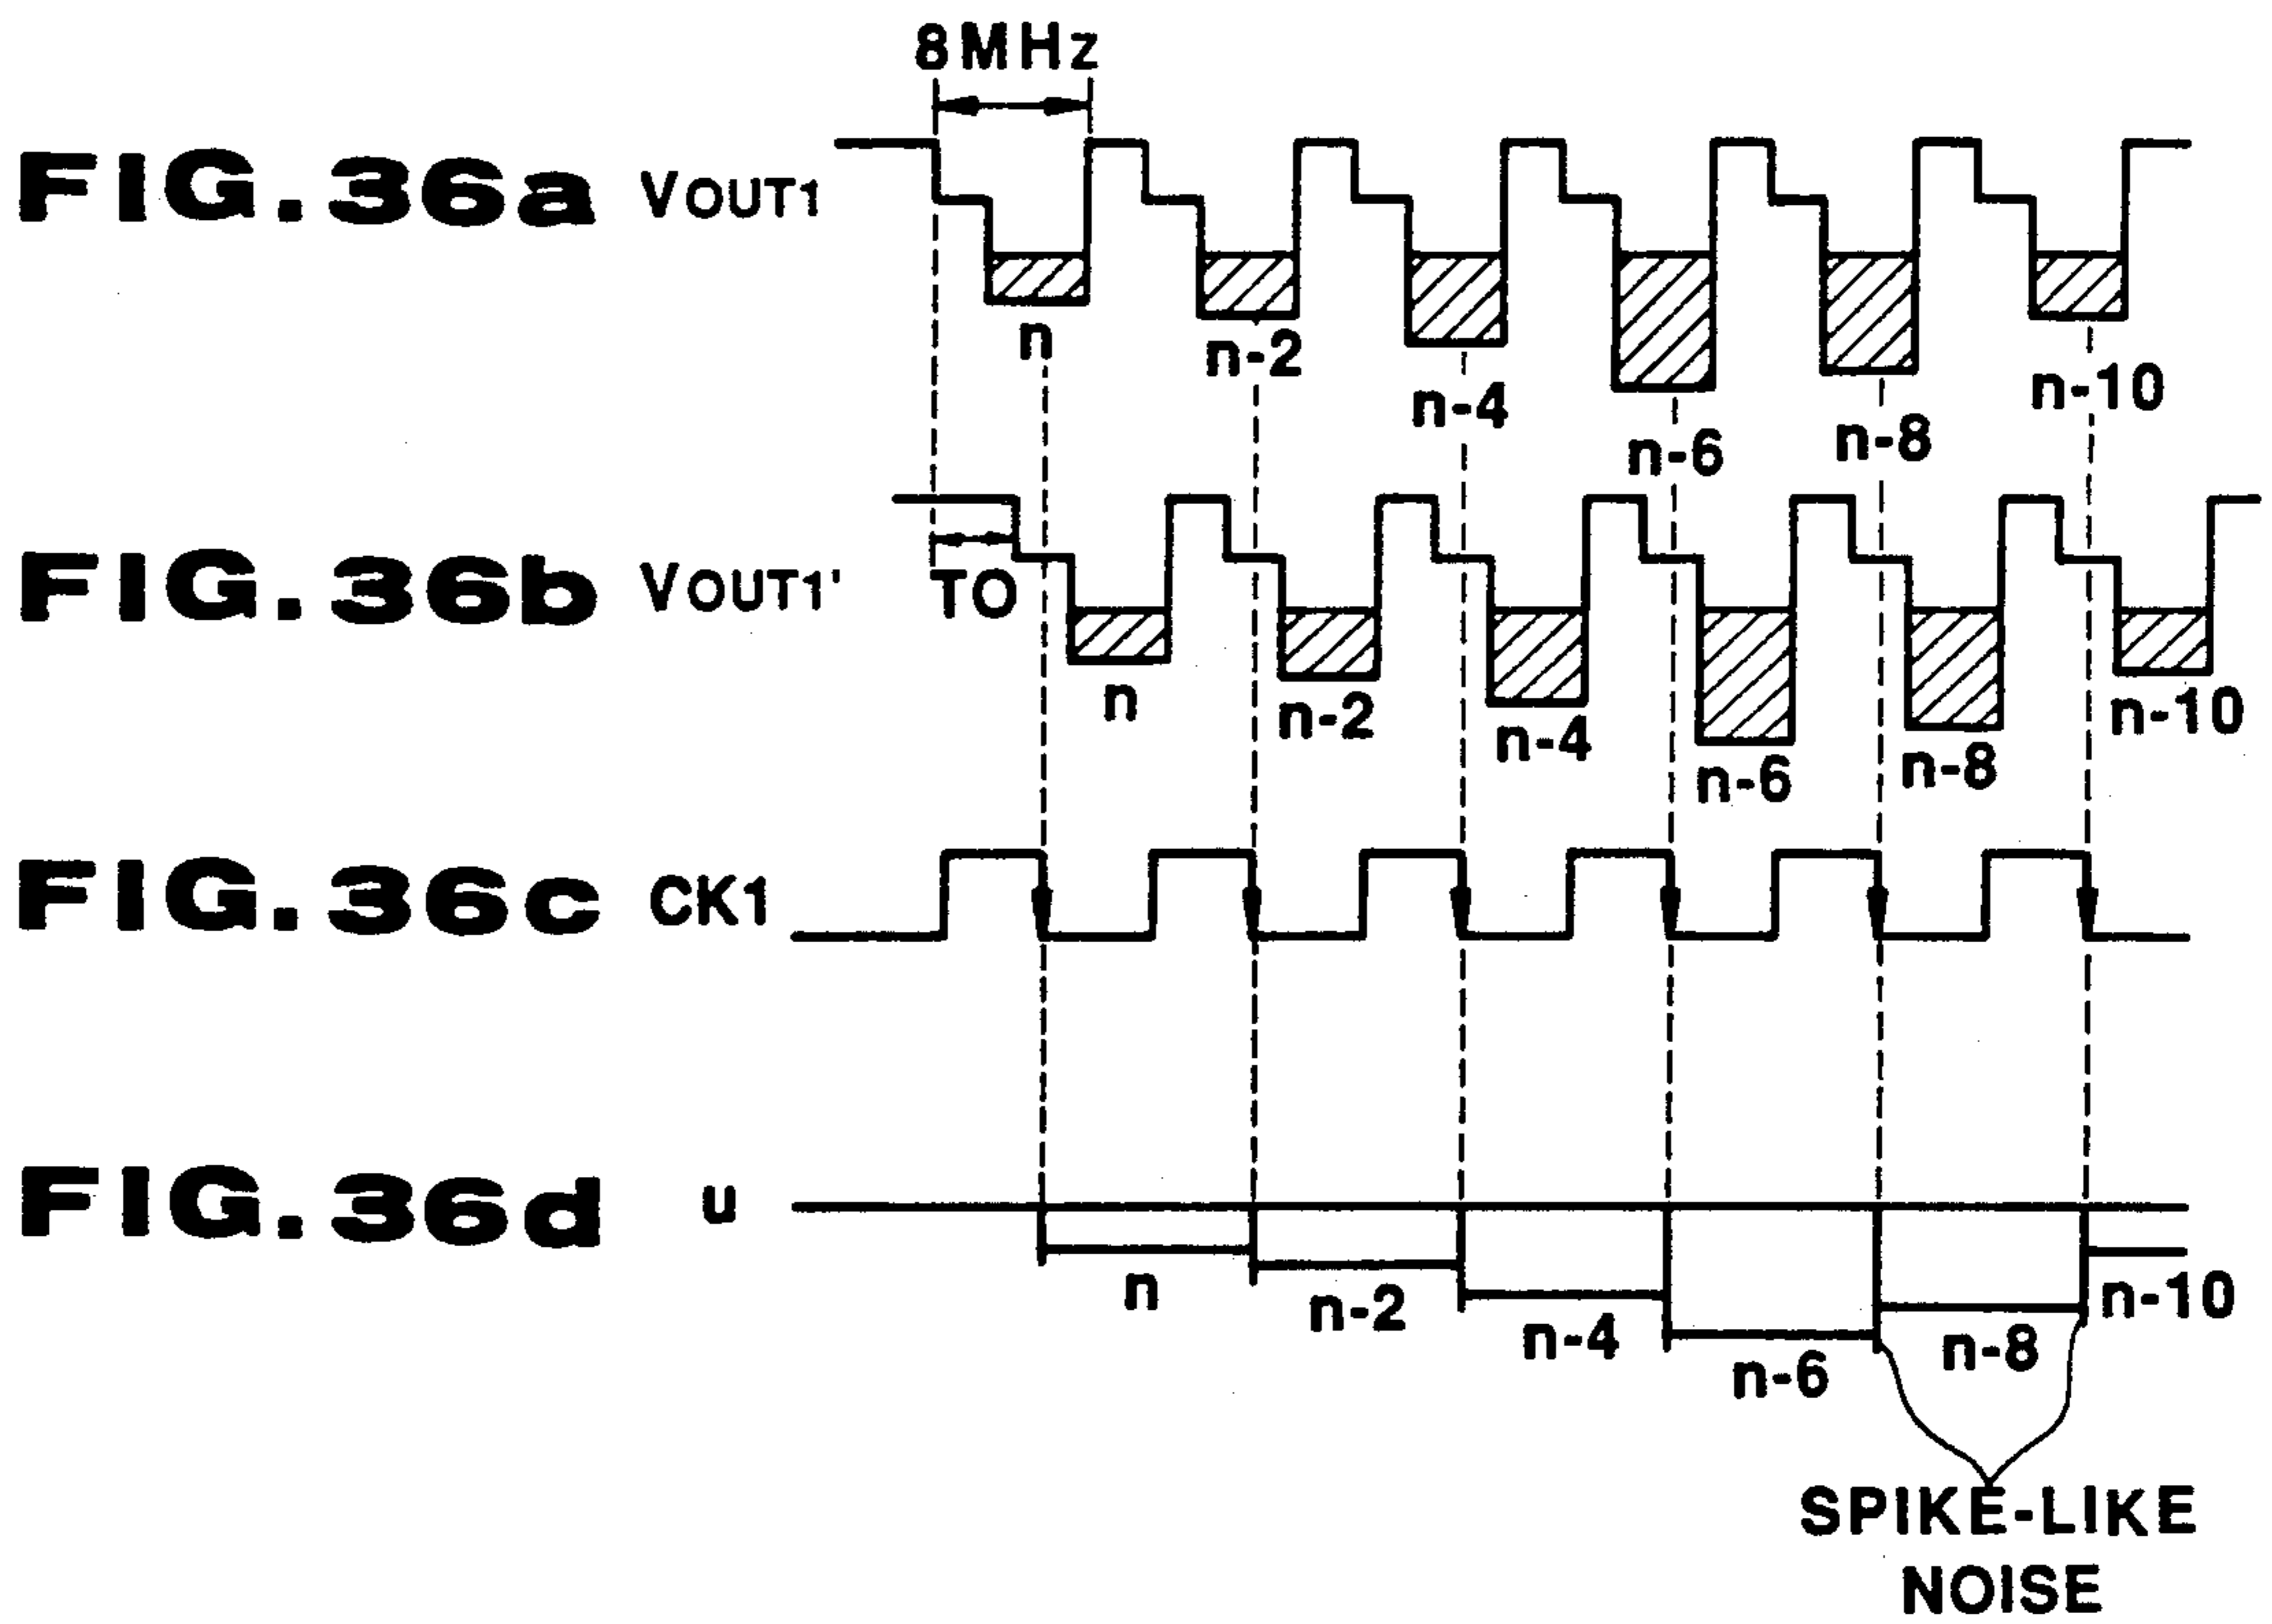 8MHz
FIG.36a VOUT1
n
n-2
n-4
n-6
n-8
n-10
FIG.36b VOUT1' TO
n
n-2
n-4
n-6
n-8
n-10
FIG.36c CK1
FIG.36d u
n
n-2
n-4
n-6
n-8
n-10
SPIKE-LIKE
NOISE